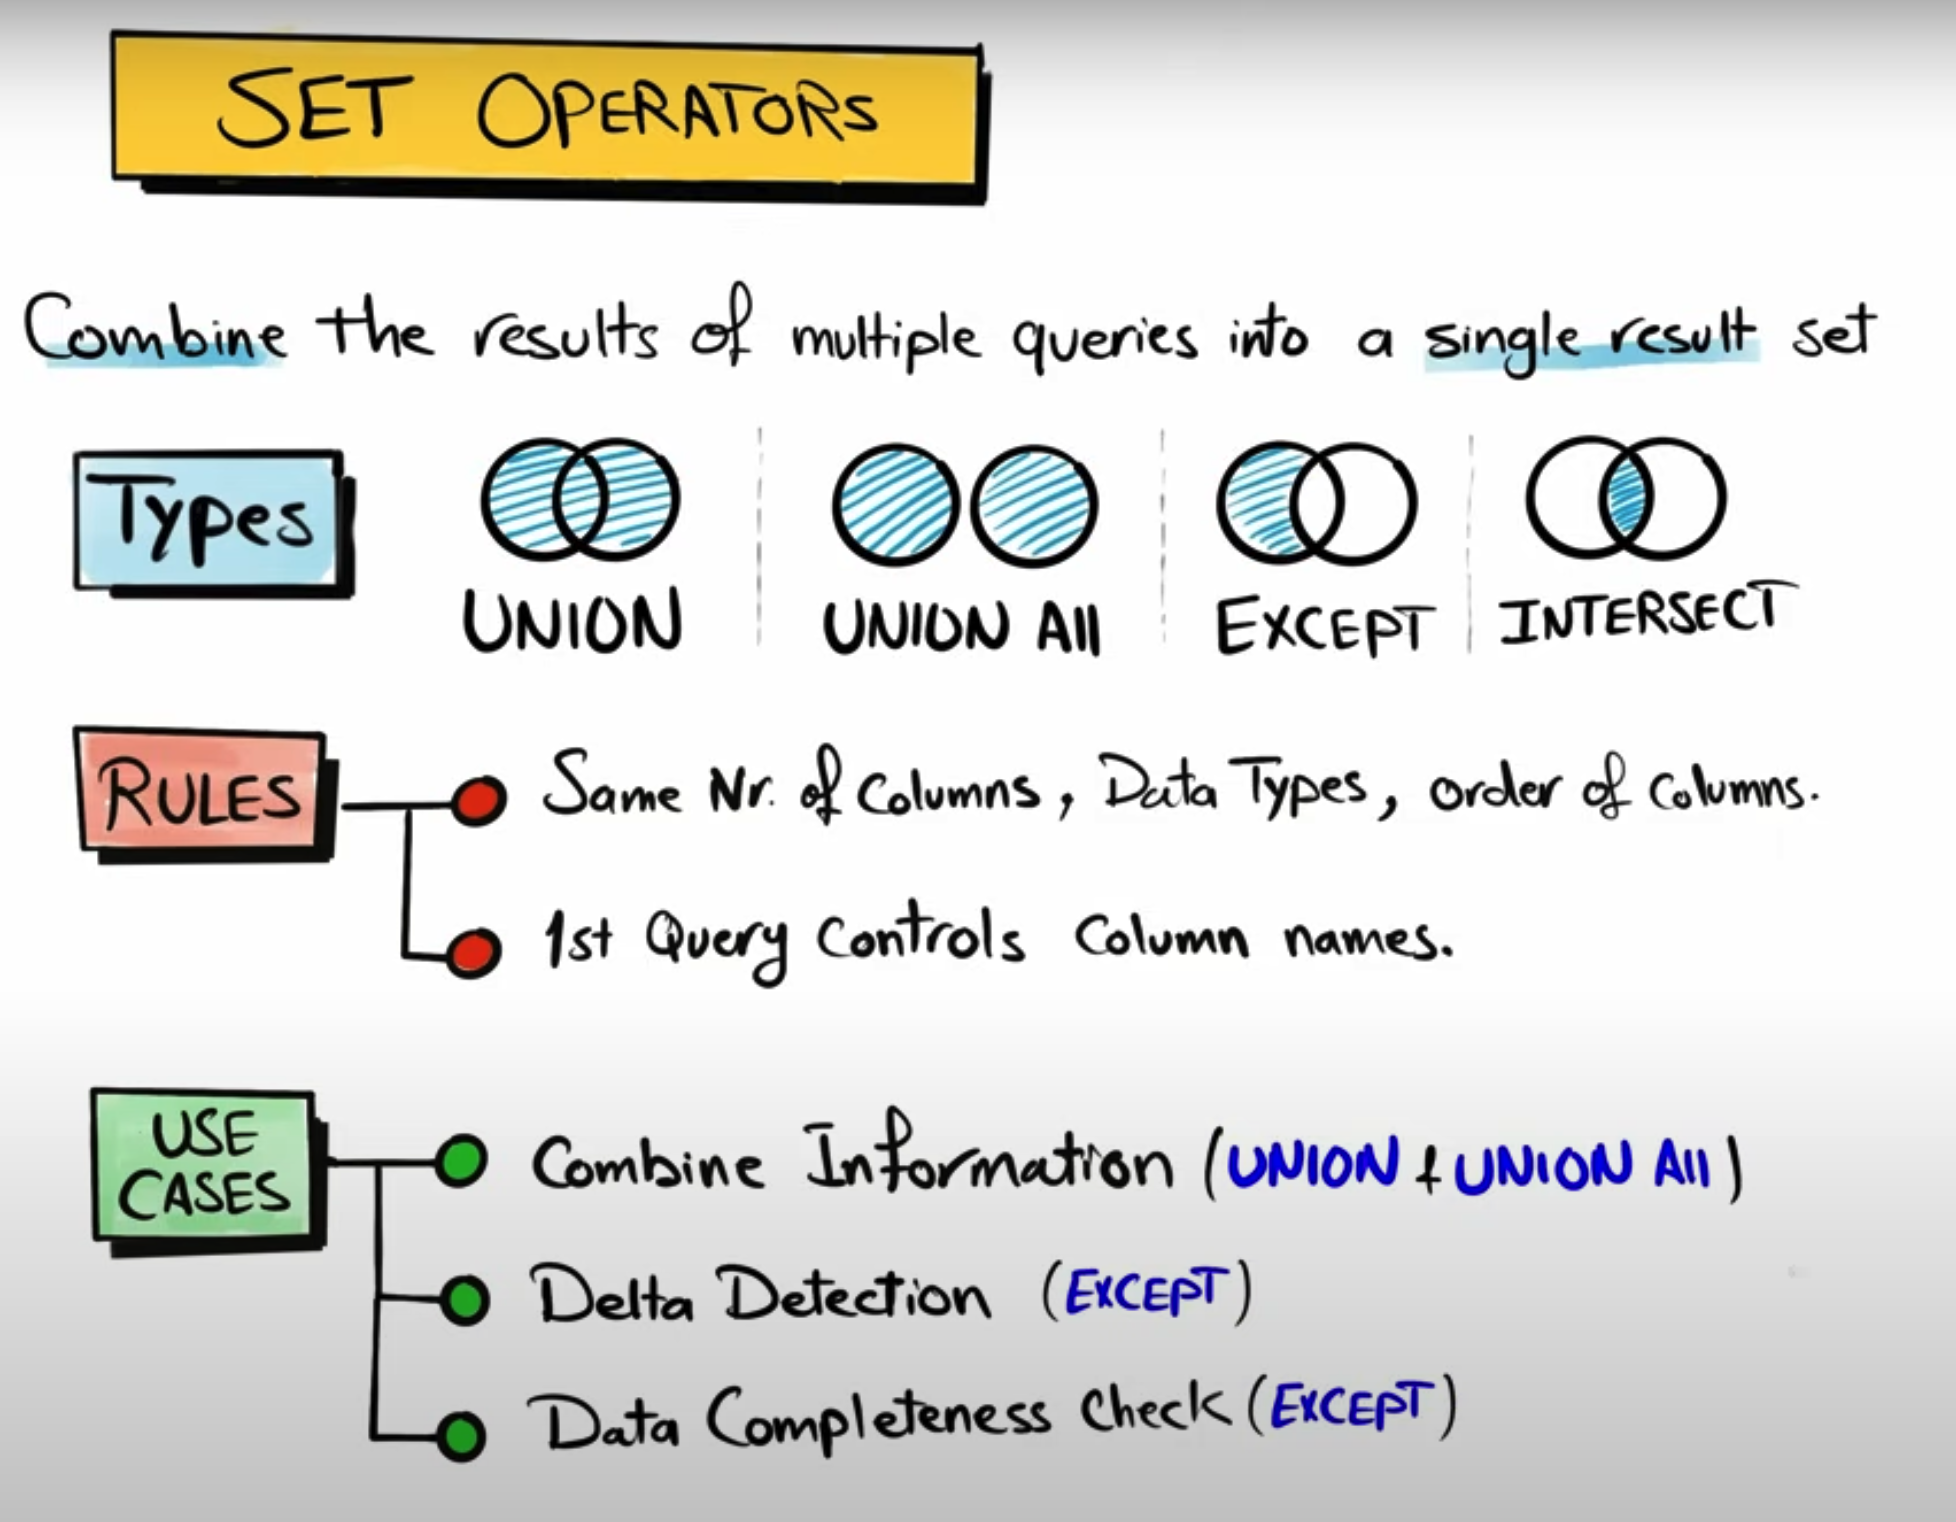 SET OPERATORS
Combine the results of multiple queries into a single result set
Types
UNION
UNION All
EXCEPT
INTERSECT
RULES
Same Nr. of Columns, Data Types, order of Columns.
1st Query Controls Column names.
USE
CASES
Combine Information (UNION + UNION All)
Delta Detection (EXCEPT)
Data Completeness Check (EXCEPT)